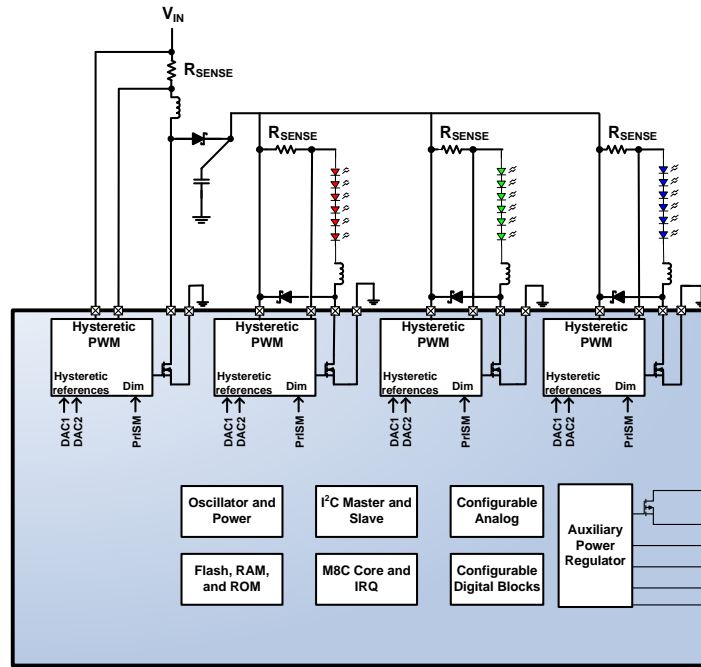 VIN
RSENSE
RSENSE
RSENSE
RSENSE
Hysteretic
PWM
Hysteretic
references
Dim
DAC1
DAC2
PrISM
Hysteretic
PWM
Hysteretic
references
Dim
DAC1
DAC2
PrISM
Hysteretic
PWM
Hysteretic
references
Dim
DAC1
DAC2
PrISM
Hysteretic
PWM
Hysteretic
references
Dim
DAC1
DAC2
PrISM
Oscillator and
Power
I²C Master and
Slave
Configurable
Analog
Auxiliary
Power
Regulator
Flash, RAM,
and ROM
M8C Core and
IRQ
Configurable
Digital Blocks